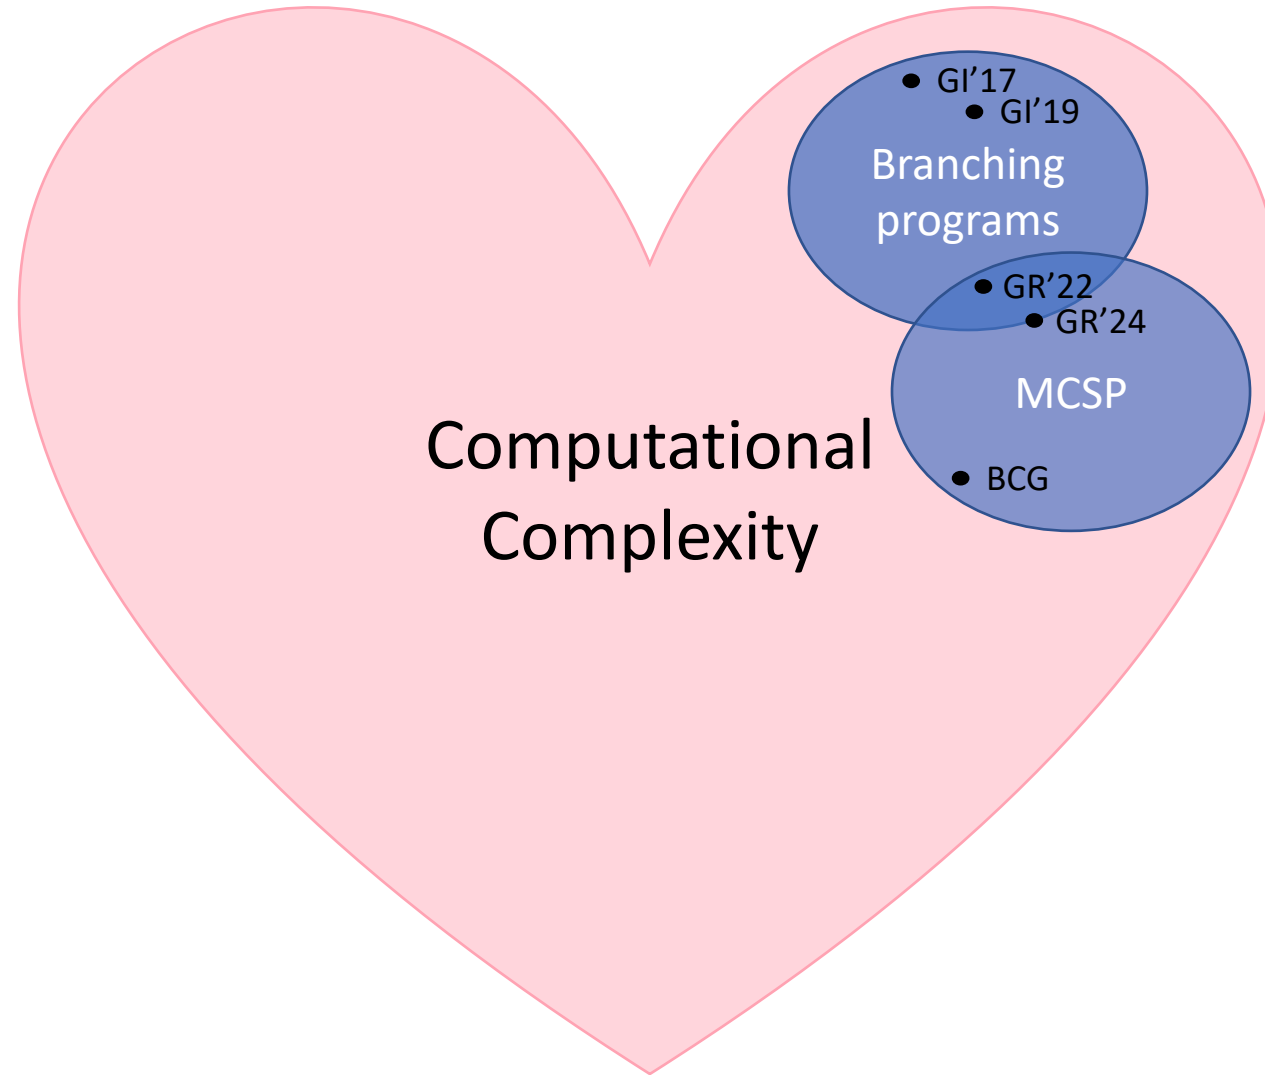 GI’17
GI’19
Branching
programs
GR’22
GR’24
MCSP
Computational
Complexity
BCG